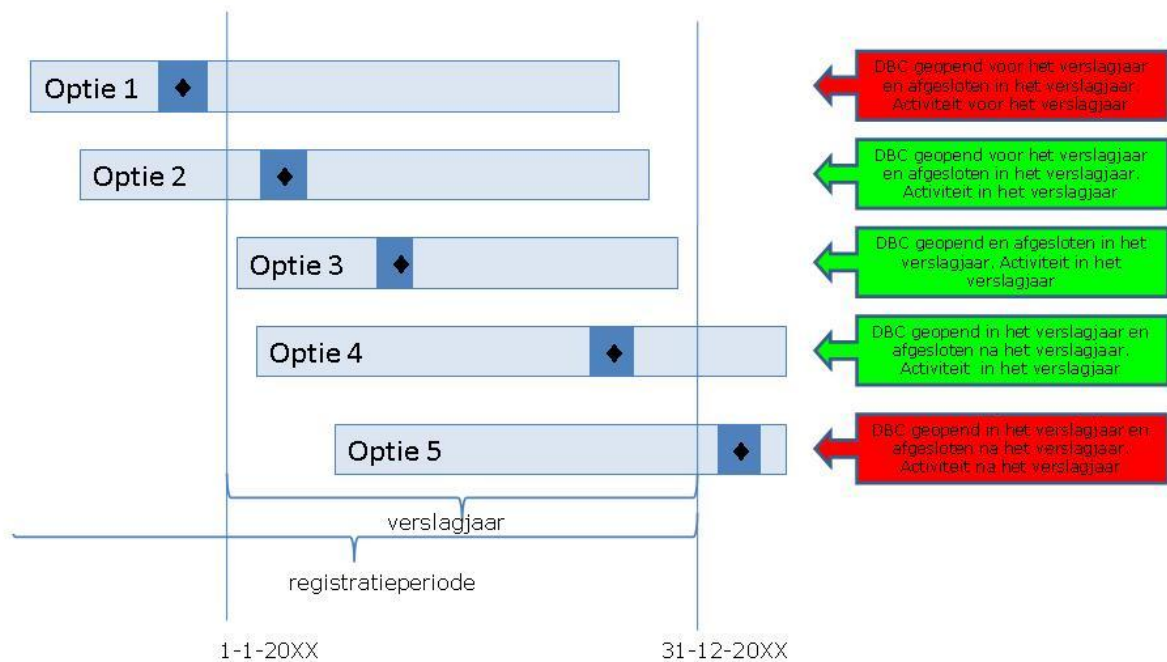 Optie 1
DBC geopend voor het verslagjaar
en afgesloten in het verslagjaar.
Activiteit voor het verslagjaar
Optie 2
DBC geopend voor het verslagjaar
en afgesloten in het verslagjaar.
Activiteit in het verslagjaar
Optie 3
DBC geopend en afgesloten in het
verslagjaar. Activiteit in het
verslagjaar
Optie 4
DBC geopend in het verslagjaar en
afgesloten na het verslagjaar.
Activiteit in het verslagjaar
Optie 5
DBC geopend in het verslagjaar en
afgesloten na het verslagjaar.
Activiteit na het verslagjaar
verslagjaar
registratieperiode
1-1-20XX
31-12-20XX